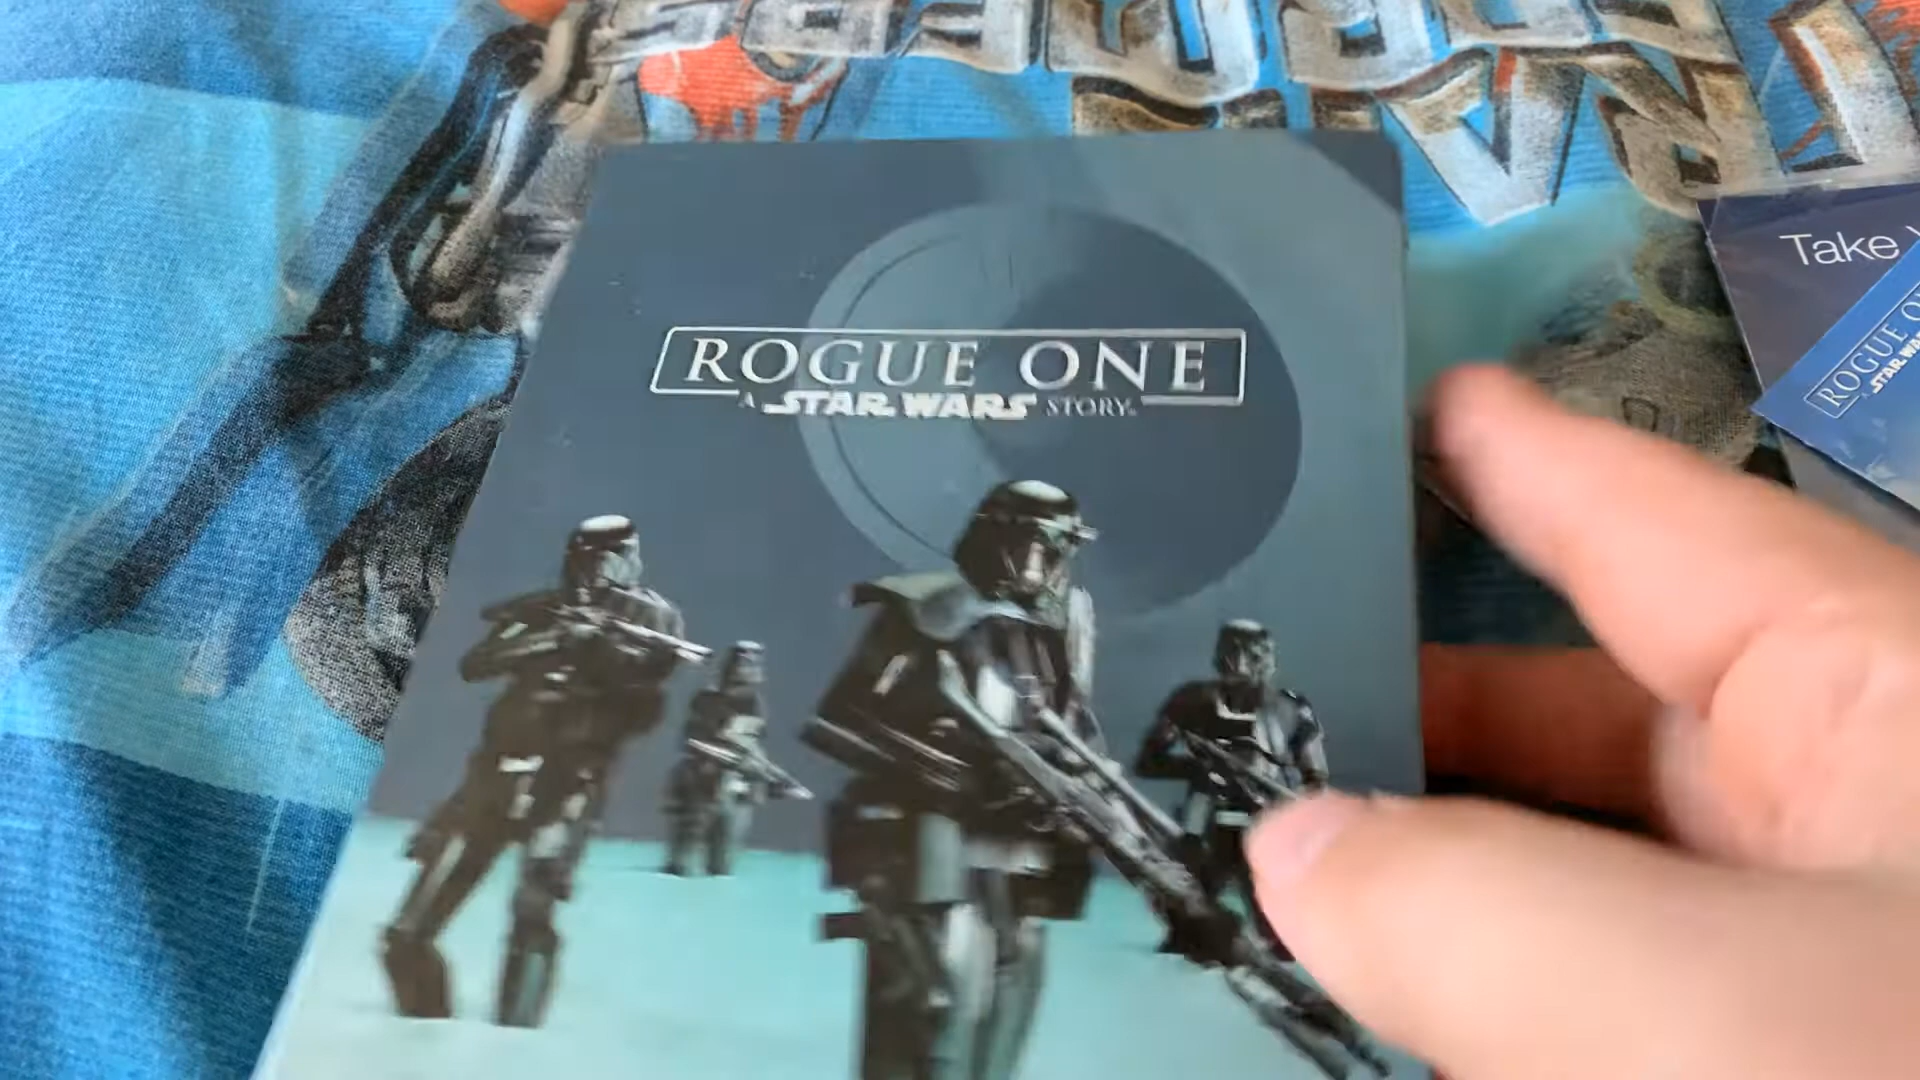 ROGUE ONE
A STAR WARS STORY
Take
ROGUE O
STAR WA